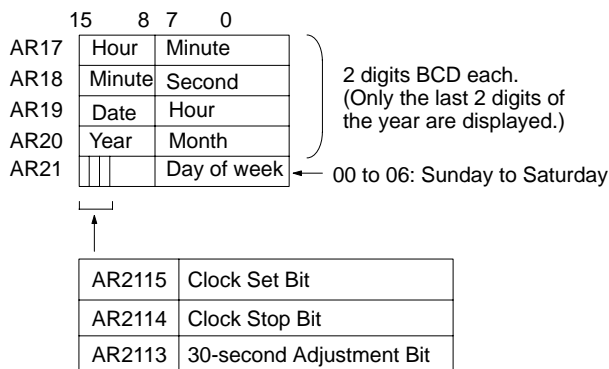 15 8 7 0
AR17 Hour Minute
AR18 Minute Second
AR19 Date Hour
AR20 Year Month
AR21 Day of week
2 digits BCD each.
(Only the last 2 digits of
the year are displayed.)
00 to 06: Sunday to Saturday
AR2115 Clock Set Bit
AR2114 Clock Stop Bit
AR2113 30-second Adjustment Bit